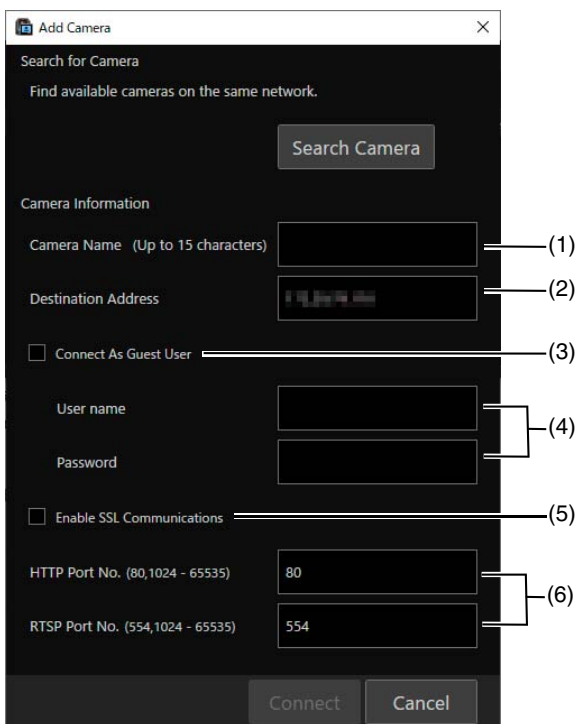 Add Camera
Search for Camera
Find available cameras on the same network.
Search Camera
Camera Information
Camera Name (Up to 15 characters)
(1)
Destination Address
(2)
Connect As Guest User
(3)
User name
(4)
Password
Enable SSL Communications
(5)
HTTP Port No. (80,1024 - 65535) 80
(6)
RTSP Port No. (554,1024 - 65535) 554
Connect Cancel